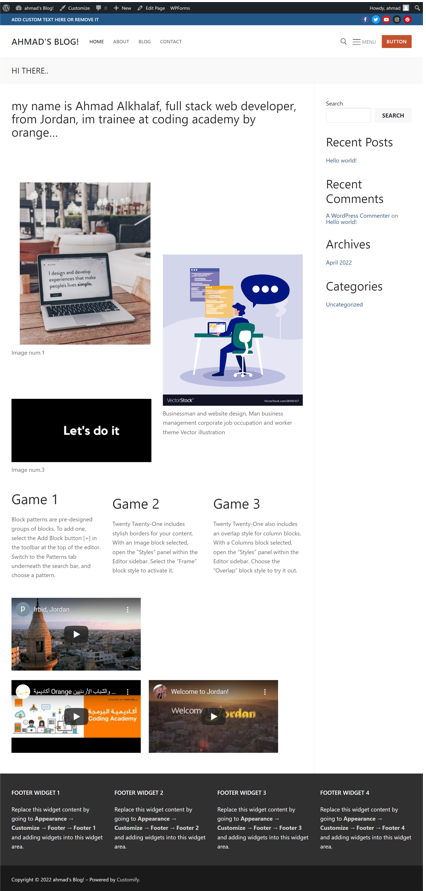 ahmad's Blog! Customize 0 New Edit Page WPForms Howdy, ahmad
ADD CUSTOM TEXT HERE OR REMOVE IT
AHMAD'S BLOG! HOME ABOUT BLOG CONTACT MENU BUTTON
HI THERE..
my name is Ahmad Alkhalaf, full stack web developer,
from Jordan, im trainee at coding academy by
orange...
I design and develop
experiences that make
people's lives simple.
Image num.1
VectorStock
Businessman and website design, Man business
management corporate job occupation and worker
theme Vector illustration
Let's do it
Image num.3
Game 1
Block patterns are pre-designed
groups of blocks. To add one,
select the Add Block button [+] in
the toolbar at the top of the editor.
Switch to the Patterns tab
underneath the search bar, and
choose a pattern.
Game 2
Twenty Twenty-One includes
stylish borders for your content.
With an Image block selected,
open the "Styles" panel within the
Editor sidebar. Select the "Frame"
block style to activate it.
Game 3
Twenty Twenty-One also includes
an overlap style for column blocks.
With a Columns block selected,
open the "Styles" panel within the
Editor sidebar. Choose the
"Overlap" block style to try it out.
P Irbid, Jordan
أكاديمية Orange والشباب الأردنيين
أكاديمية البرمجة
Coding Academy
Welcome to Jordan!
Welcome
Jordan
Search
SEARCH
Recent Posts
Hello world!
Recent
Comments
A WordPress Commenter on
Hello world!
Archives
April 2022
Categories
Uncategorized
FOOTER WIDGET 1
Replace this widget content by
going to Appearance →
Customize → Footer → Footer 1
and adding widgets into this widget
area.
FOOTER WIDGET 2
Replace this widget content by
going to Appearance →
Customize → Footer → Footer 2
and adding widgets into this widget
area.
FOOTER WIDGET 3
Replace this widget content by
going to Appearance →
Customize → Footer → Footer 3
and adding widgets into this widget
area.
FOOTER WIDGET 4
Replace this widget content by
going to Appearance →
Customize → Footer → Footer 4
and adding widgets into this widget
area.
Copyright © 2022 ahmad's Blog! – Powered by Customify.